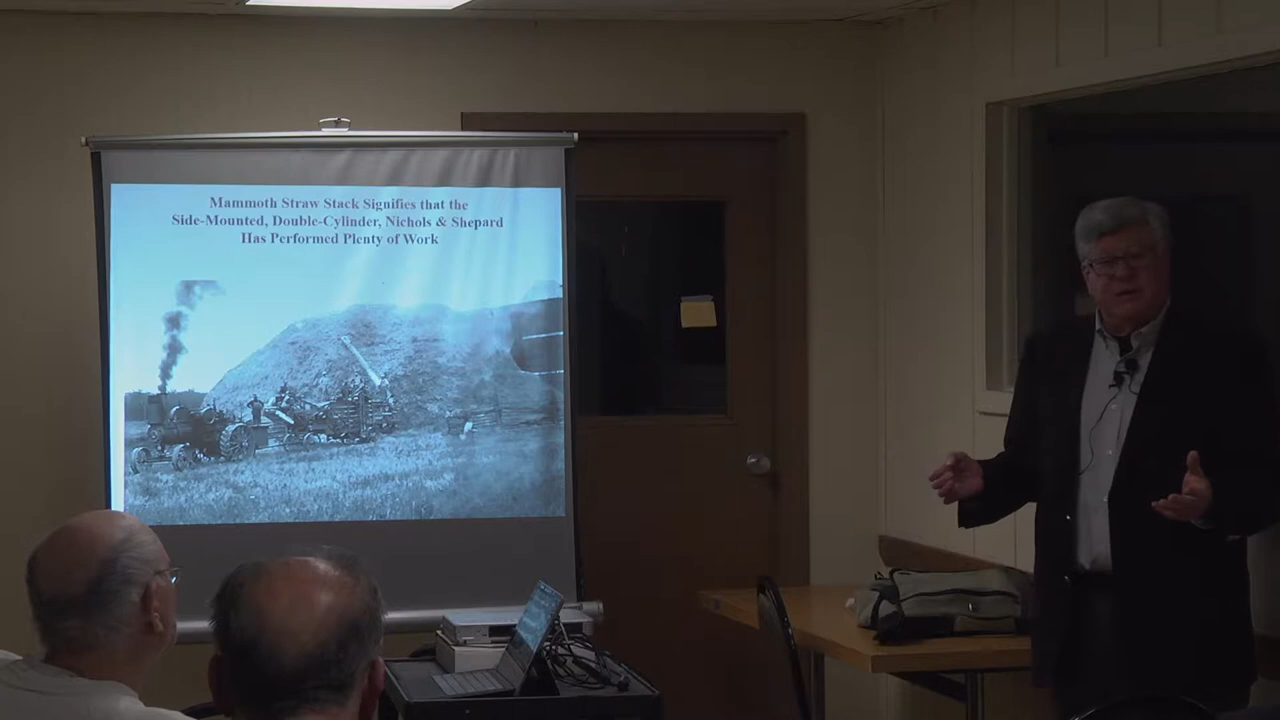 Mammoth Straw Stack Signifies that the
Side-Mounted, Double-Cylinder, Nichols & Shepard
Has Performed Plenty of Work